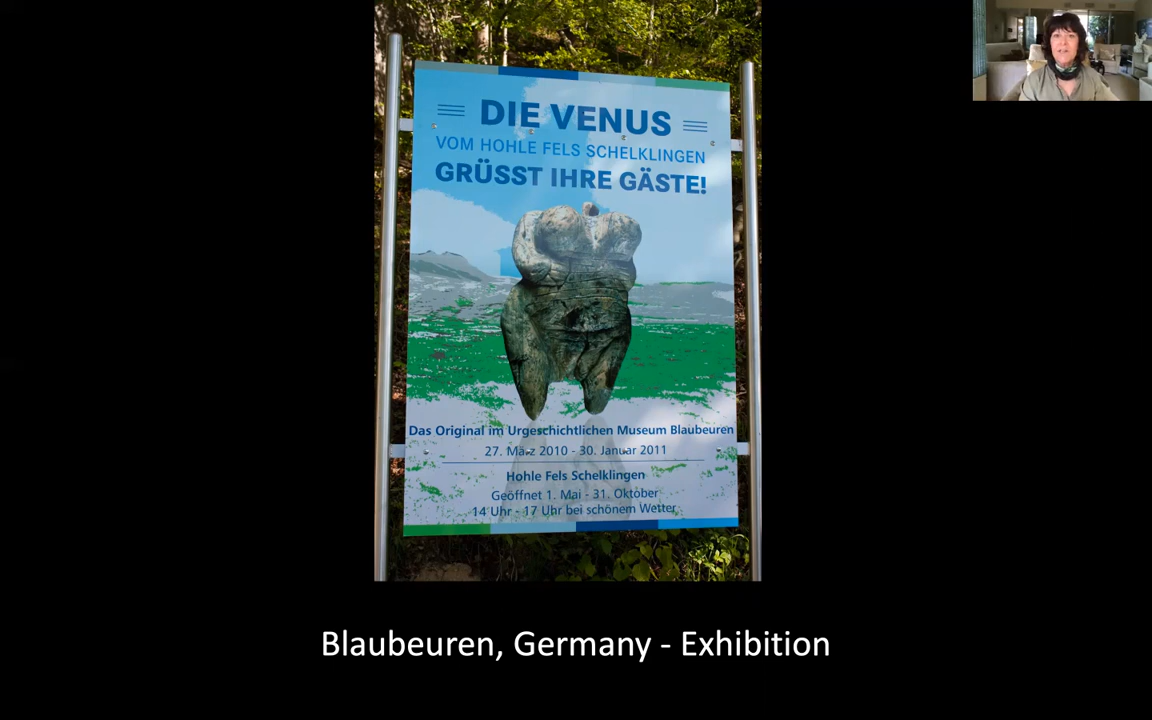 DIE VENUS
VOM HOHLE FELS SCHELKLINGEN
GRÜSST IHRE GÄSTE!
Das Original im Urgeschichtlichen Museum Blaubeuren
27. März 2010 - 30. Januar 2011
Hohle Fels Schelklingen
Geöffnet 1. Mai - 31. Oktober
14 Uhr - 17 Uhr bei schönem Wetter
Blaubeuren, Germany - Exhibition